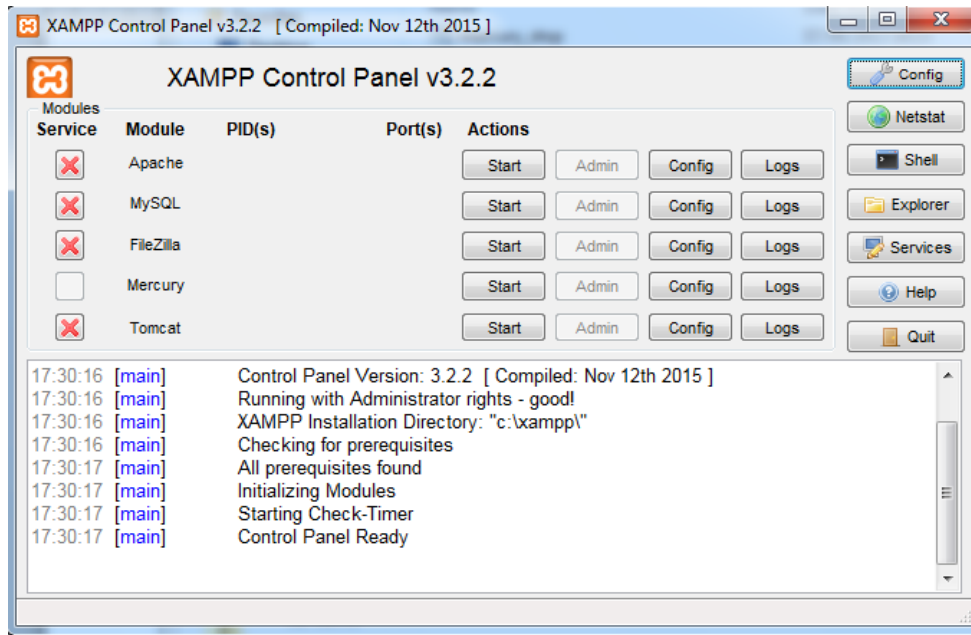 XAMPP Control Panel v3.2.2 [ Compiled: Nov 12th 2015 ]
XAMPP Control Panel v3.2.2
Config
Modules
Service Module PID(s) Port(s) Actions
Netstat
Apache Start Admin Config Logs
Shell
MySQL Start Admin Config Logs
Explorer
FileZilla Start Admin Config Logs
Services
Mercury Start Admin Config Logs
Help
Tomcat Start Admin Config Logs
Quit
17:30:16 [main] Control Panel Version: 3.2.2 [ Compiled: Nov 12th 2015 ]
17:30:16 [main] Running with Administrator rights - good!
17:30:16 [main] XAMPP Installation Directory: "c:\xampp\"
17:30:16 [main] Checking for prerequisites
17:30:17 [main] All prerequisites found
17:30:17 [main] Initializing Modules
17:30:17 [main] Starting Check-Timer
17:30:17 [main] Control Panel Ready